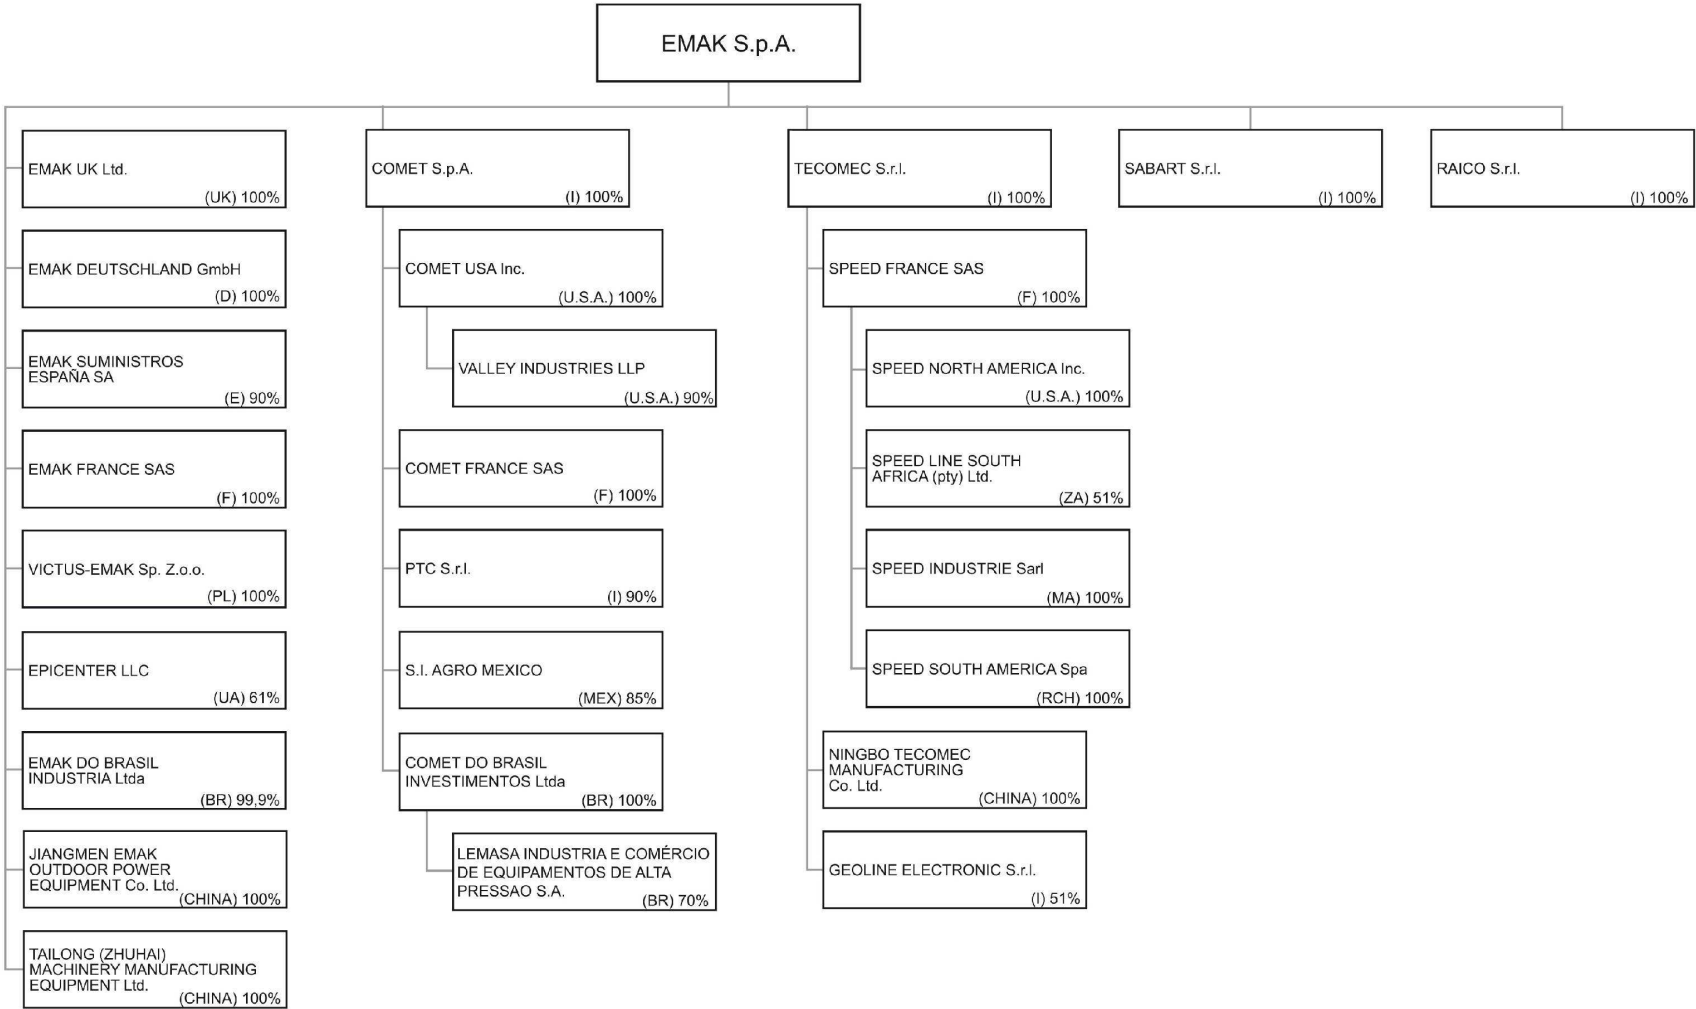 EMAK S.p.A.
EMAK UK Ltd.
(UK) 100%
EMAK DEUTSCHLAND GmbH
(D) 100%
EMAK SUMINISTROS
ESPAÑA SA
(E) 90%
EMAK FRANCE SAS
(F) 100%
VICTUS-EMAK Sp. Z.o.o.
(PL) 100%
EPICENTER LLC
(UA) 61%
EMAK DO BRASIL
INDUSTRIA Ltda
(BR) 99,9%
JIANGMEN EMAK
OUTDOOR POWER
EQUIPMENT Co. Ltd.
(CHINA) 100%
TAILONG (ZHUHAI)
MACHINERY MANUFACTURING
EQUIPMENT Ltd.
(CHINA) 100%
COMET S.p.A.
(I) 100%
COMET USA Inc.
(U.S.A.) 100%
VALLEY INDUSTRIES LLP
(U.S.A.) 90%
COMET FRANCE SAS
(F) 100%
PTC S.r.l.
(I) 90%
S.I. AGRO MEXICO
(MEX) 85%
COMET DO BRASIL
INVESTIMENTOS Ltda
(BR) 100%
LEMASA INDUSTRIA E COMÉRCIO
DE EQUIPAMENTOS DE ALTA
PRESSAO S.A.
(BR) 70%
TECOMEC S.r.l.
(I) 100%
SPEED FRANCE SAS
(F) 100%
SPEED NORTH AMERICA Inc.
(U.S.A.) 100%
SPEED LINE SOUTH
AFRICA (pty) Ltd.
(ZA) 51%
SPEED INDUSTRIE Sarl
(MA) 100%
SPEED SOUTH AMERICA Spa
(RCH) 100%
NINGBO TECOMEC
MANUFACTURING
Co. Ltd.
(CHINA) 100%
GEOLINE ELECTRONIC S.r.l.
(I) 51%
SABART S.r.l.
(I) 100%
RAICO S.r.l.
(I) 100%